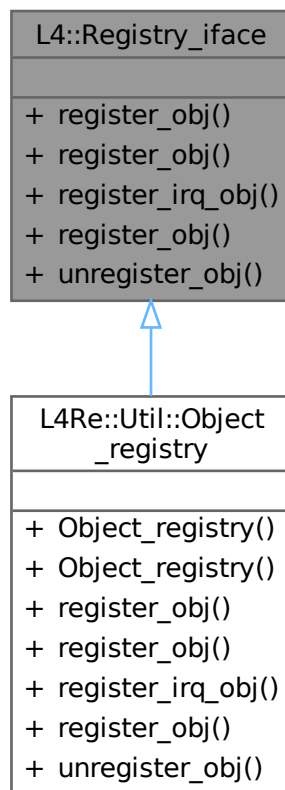 L4::Registry_iface
+ register_obj()
+ register_obj()
+ register_irq_obj()
+ register_obj()
+ unregister_obj()
L4Re::Util::Object
_registry
+ Object_registry()
+ Object_registry()
+ register_obj()
+ register_obj()
+ register_irq_obj()
+ register_obj()
+ unregister_obj()